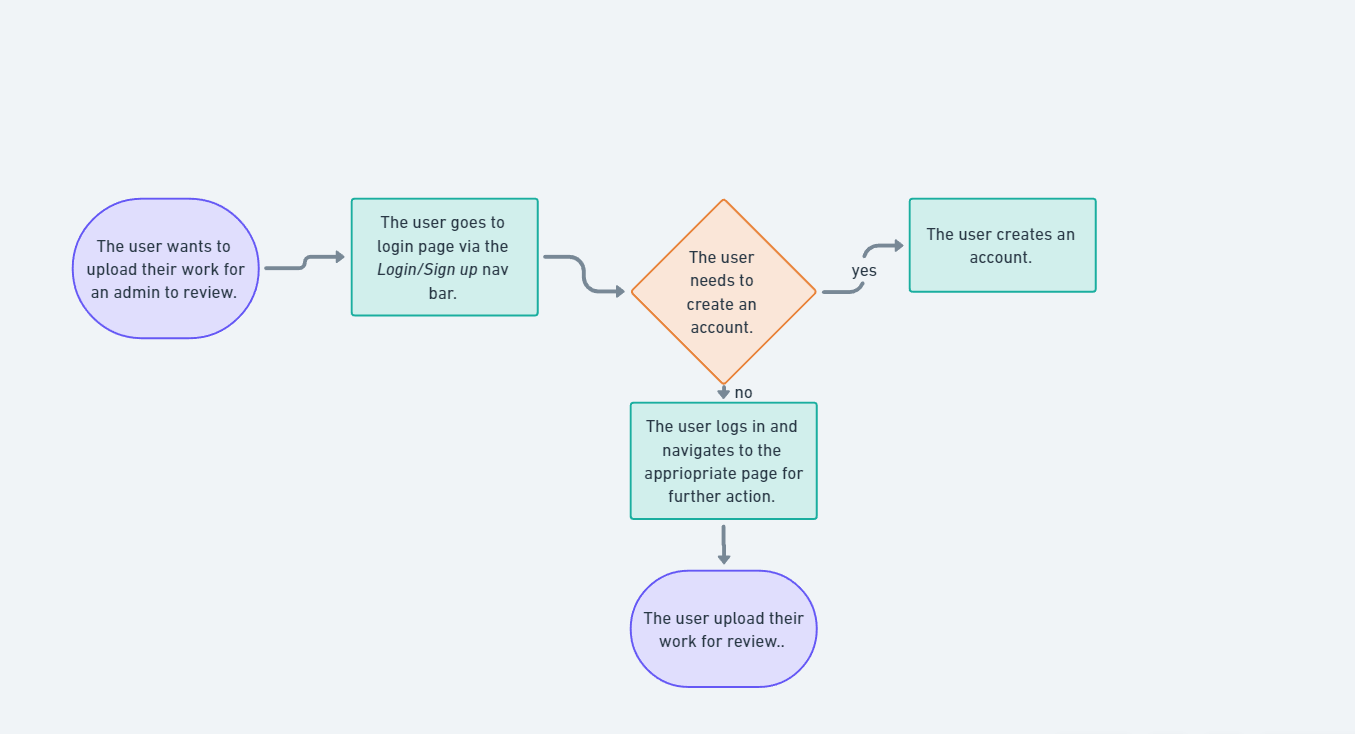 The user wants to
upload their work for
an admin to review.
The user goes to
login page via the
Login/Sign up nav
bar.
The user
needs to
create an
account.
yes
The user creates an
account.
no
The user logs in and
navigates to the
appriopriate page for
further action.
The user upload their
work for review..